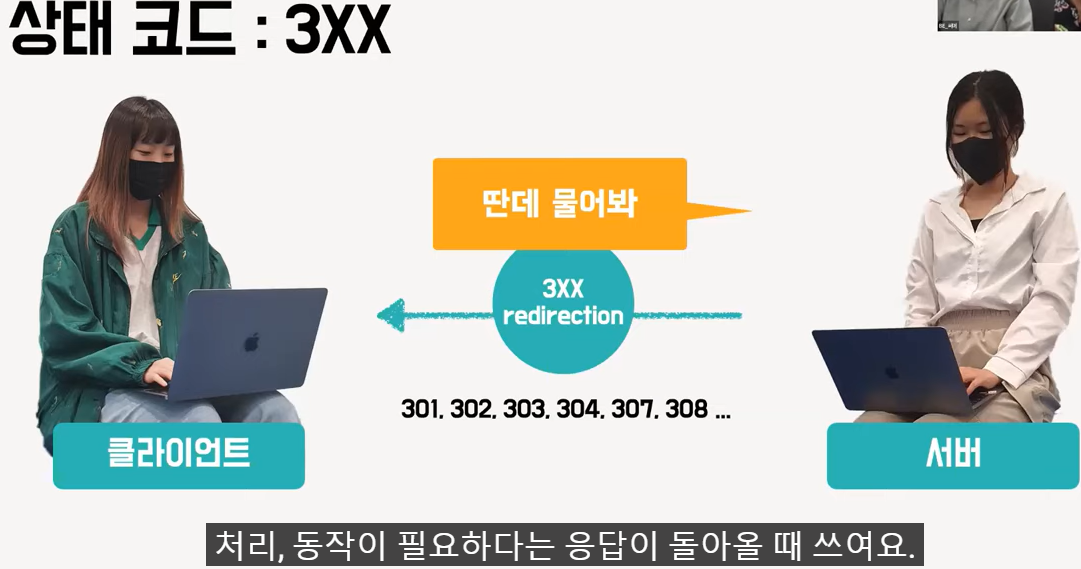 상태 코드 : 3XX
딴데 물어봐
3XX
redirection
301, 302, 303, 304, 307, 308 ...
클라이언트
서버
처리, 동작이 필요하다는 응답이 돌아올 때 쓰여요.